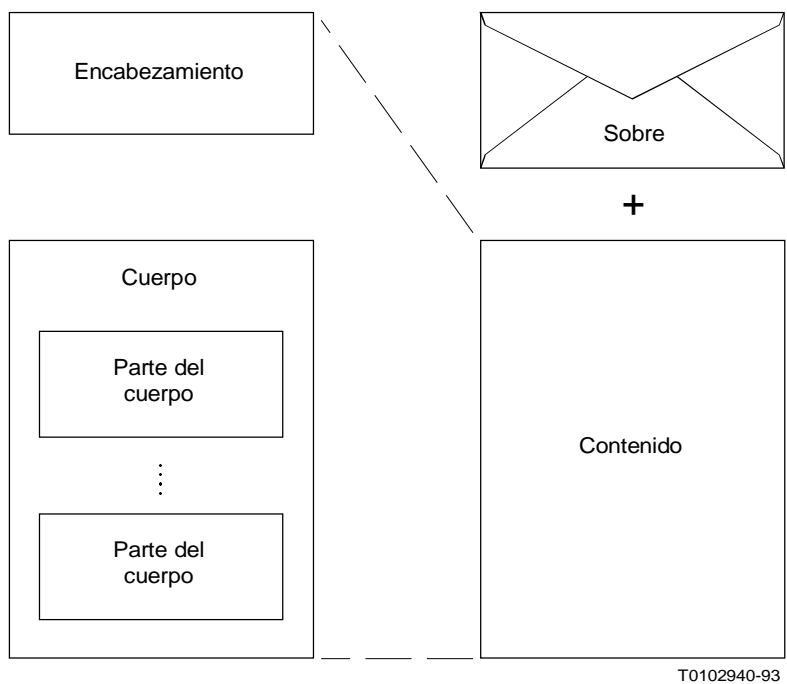 Encabezamiento
Sobre
+
Cuerpo
Parte del
cuerpo
Contenido
Parte del
cuerpo
T0102940-93